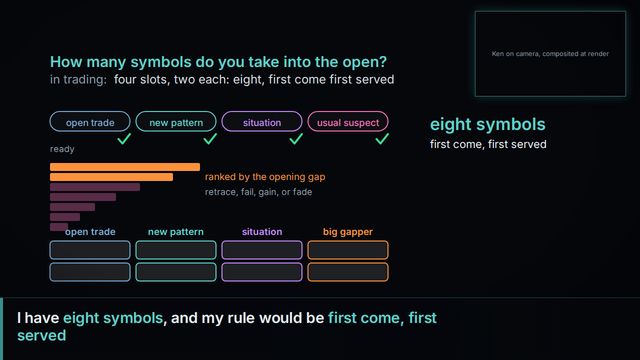 Ken on camera, composited at render
How many symbols do you take into the open?
in trading: four slots, two each: eight, first come first served
open trade new pattern situation usual suspect
eight symbols
first come, first served
ready
ranked by the opening gap
retrace, fail, gain, or fade
open trade new pattern situation big gapper
I have eight symbols, and my rule would be first come, first
served